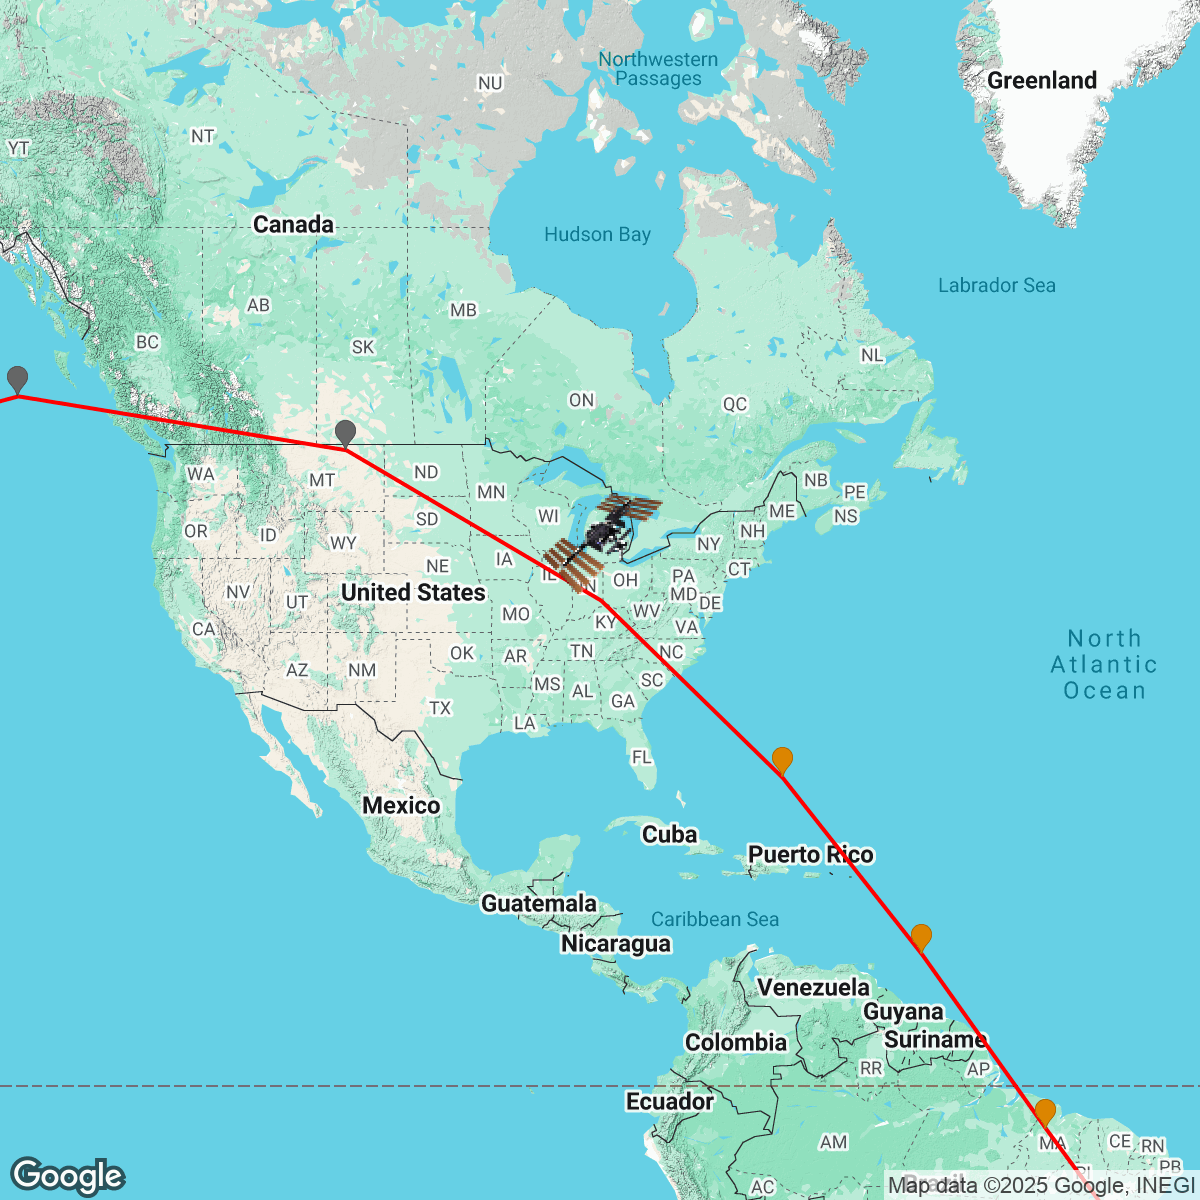 Northwestern
Passages
Greenland
NU
NT
YT
Canada
Hudson Bay
Labrador Sea
AB
MB
BC
SK
NL
ON
QC
WA
MT
ND
MN
WI
NB
PE
ME
NS
OR
ID
SD
WY
IA
NE
NY
NH
CT
OH
PA
United States
NV
UT
IL
MD
DE
MO
WV
KY
VA
CA
North
Atlantic
Ocean
AZ
NM
OK
AR
TN
NC
MS
AL
SC
GA
TX
LA
FL
Mexico
Cuba
Puerto Rico
Guatemala
Caribbean Sea
Nicaragua
Venezuela
Guyana
Colombia
Suriname
RR
AP
Ecuador
AM
MA
CE
RN
PB
AC
Google
Map data ©2025 Google, INEGI